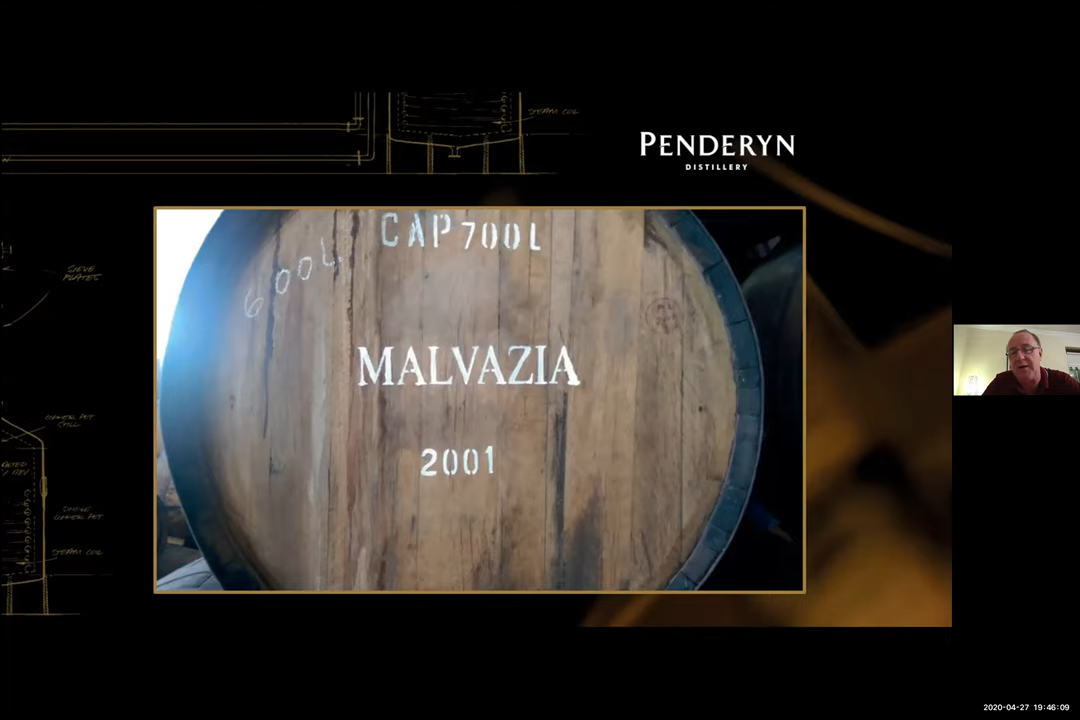 STEAM COIL
PENDERYN
DISTILLERY
CAP 700L
600L
SIEVE
PLATES
MALVAZIA
2001
STEAM COIL
2020-04-27 19:46:09